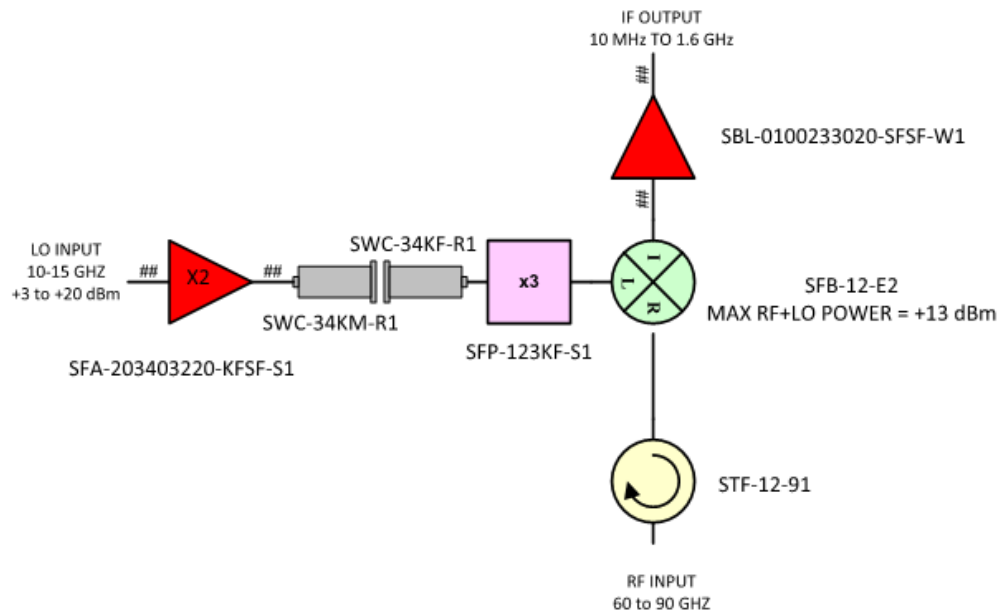 IF OUTPUT
10 MHz TO 1.6 GHz
##
SBL-0100233020-SFSF-W1
##
LO INPUT
10-15 GHZ
+3 to +20 dBm
##
X2
##
SWC-34KF-R1
SWC-34KM-R1
SFA-203403220-KFSF-S1
x3
SFP-123KF-S1
I
L
R
SFB-12-E2
MAX RF+LO POWER = +13 dBm
STF-12-91
RF INPUT
60 to 90 GHZ